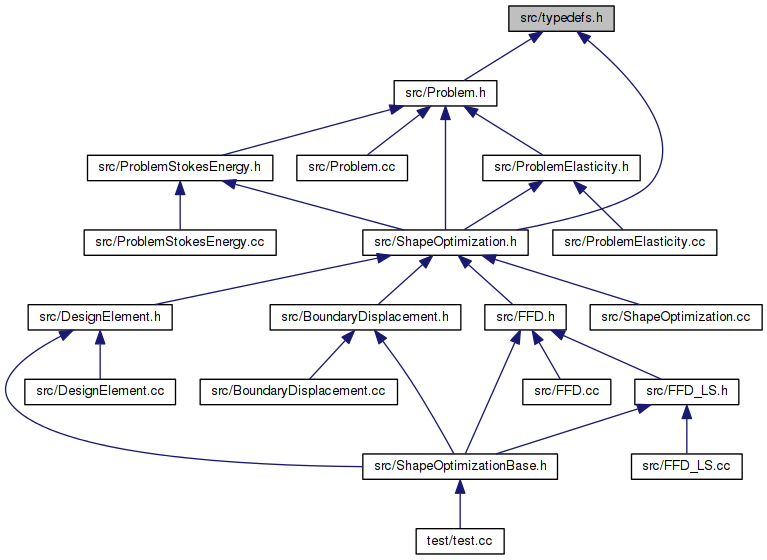 src/typedefs.h
src/Problem.h
src/ProblemStokesEnergy.h
src/Problem.cc
src/ProblemElasticity.h
src/ProblemStokesEnergy.cc
src/ShapeOptimization.h
src/ProblemElasticity.cc
src/DesignElement.h
src/BoundaryDisplacement.h
src/FFD.h
src/ShapeOptimization.cc
src/DesignElement.cc
src/BoundaryDisplacement.cc
src/FFD.cc
src/FFD_LS.h
src/ShapeOptimizationBase.h
src/FFD_LS.cc
test/test.cc